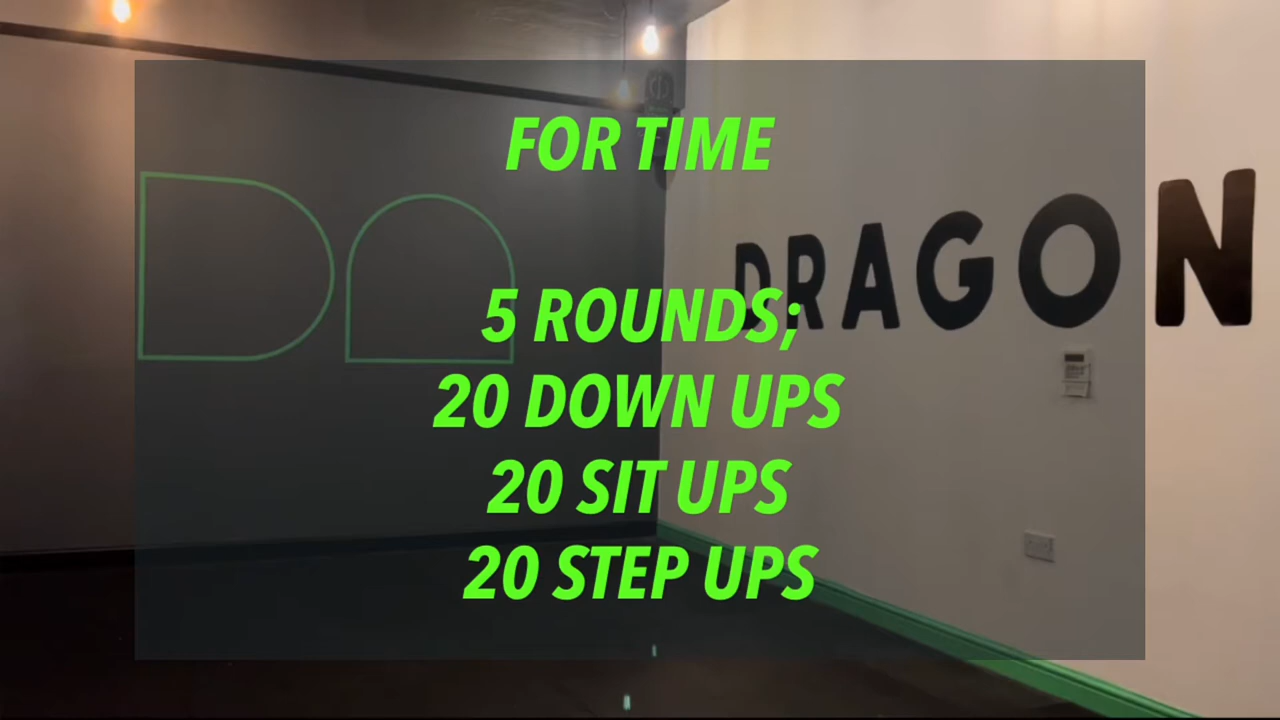 FOR TIME
DRAGON
5 ROUNDS;
20 DOWN UPS
20 SIT UPS
20 STEP UPS